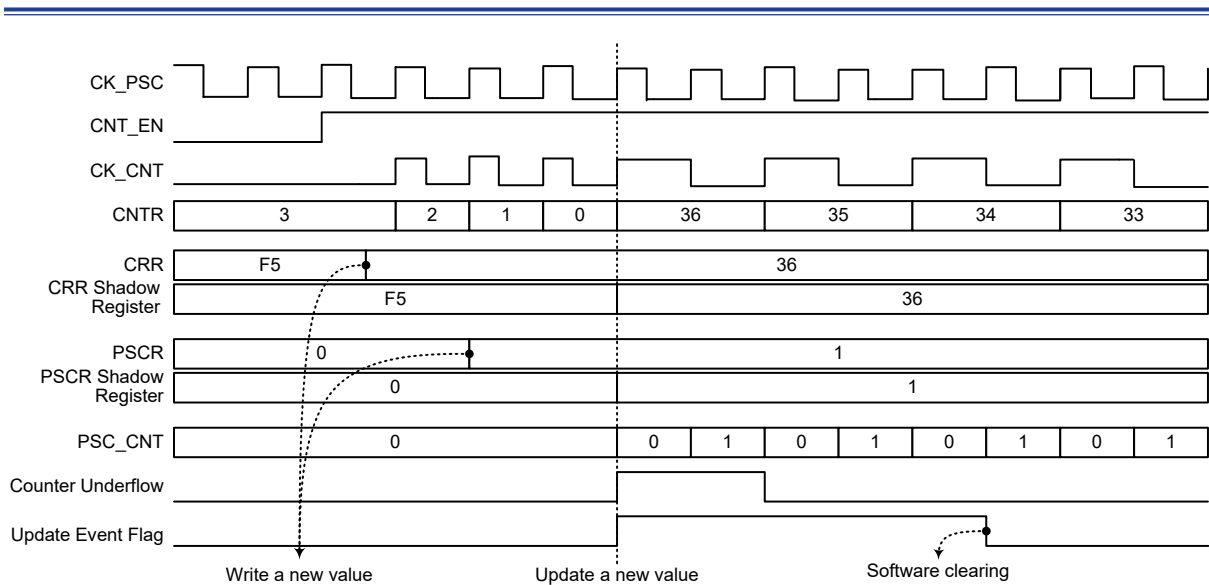 CK_PSC
CNT_EN
CK_CNT
CNTR 3 2 1 0 36 35 34 33
CRR F5 36
CRR Shadow
Register F5 36
PSCR 0 1
PSCR Shadow
Register 0 1
PSC_CNT 0 0 1 0 1 0 1 0 1
Counter Underflow
Update Event Flag
Write a new value Update a new value Software clearing